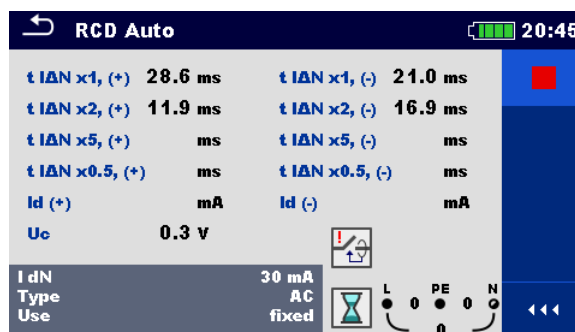 RCD Auto 20:45
t IΔN x1, (+) 28.6 ms t IΔN x1, (-) 21.0 ms
t IΔN x2, (+) 11.9 ms t IΔN x2, (-) 16.9 ms
t IΔN x5, (+) ms t IΔN x5, (-) ms
t IΔN x0.5, (+) ms t IΔN x0.5, (-) ms
Id (+) mA Id (-) mA
Uc 0.3 V
I dN 30 mA
Type AC
Use fixed
L PE N
0 0
0